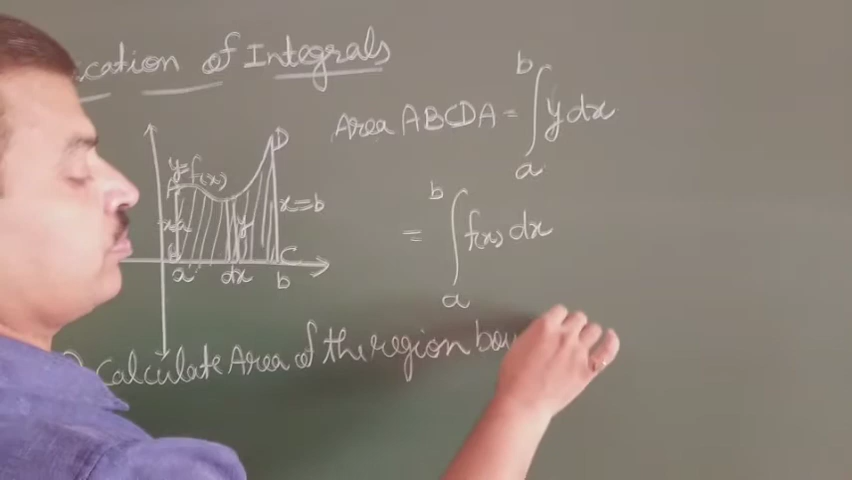 cation of Integrals
Area ABCDA = ∫ₐᵇ y dx
= ∫ₐᵇ f(x) dx
y = f(x)
A
D
x=a
y
x=b
B
C
a
dx
b
Calculate Area of the region bou